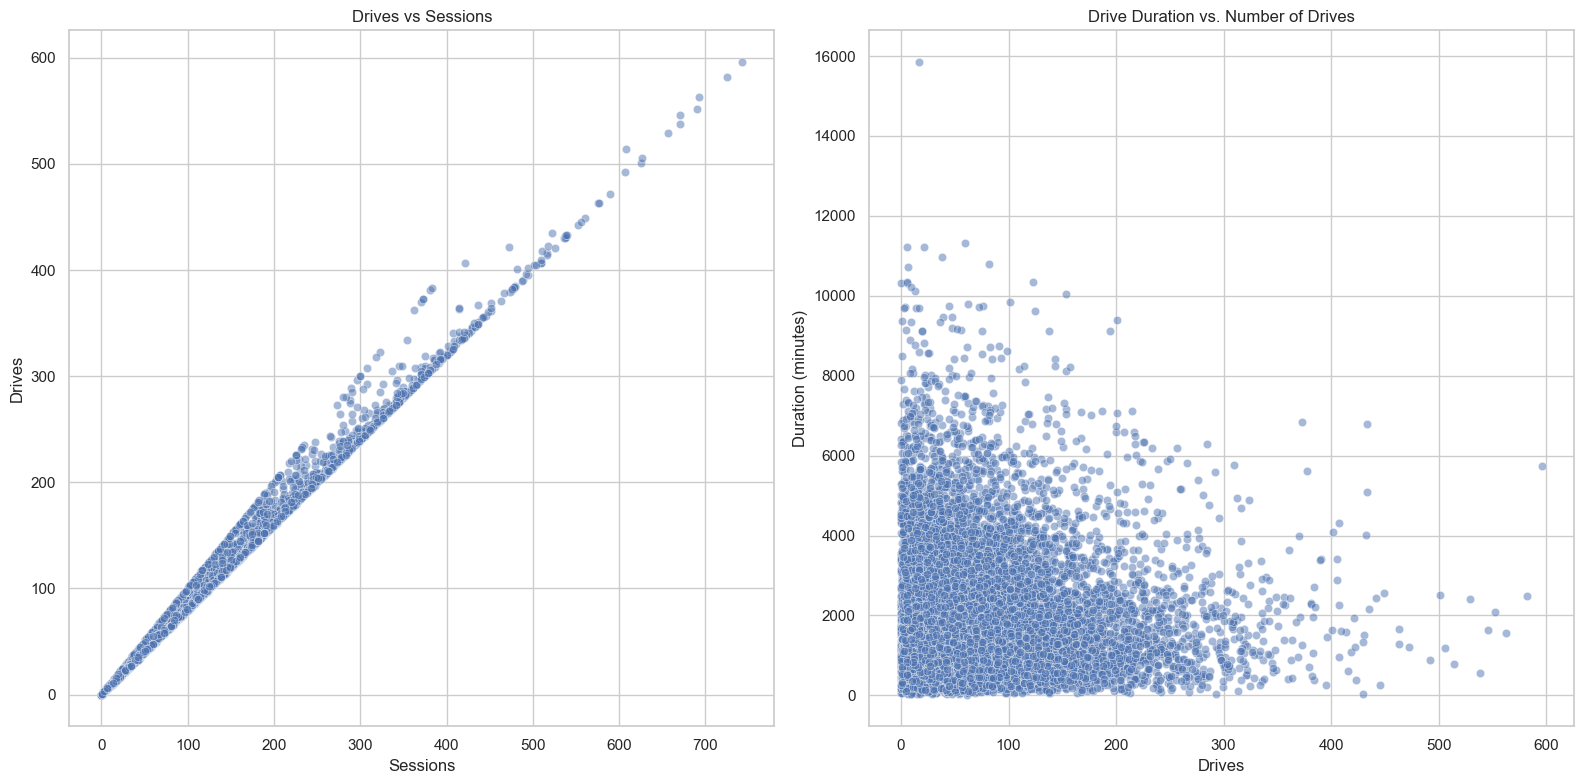 Drives vs Sessions
600
500
400
300
200
100
0
Drives
0 100 200 300 400 500 600 700
Sessions
Drive Duration vs. Number of Drives
16000
14000
12000
10000
8000
6000
4000
2000
0
Duration (minutes)
0 100 200 300 400 500 600
Drives